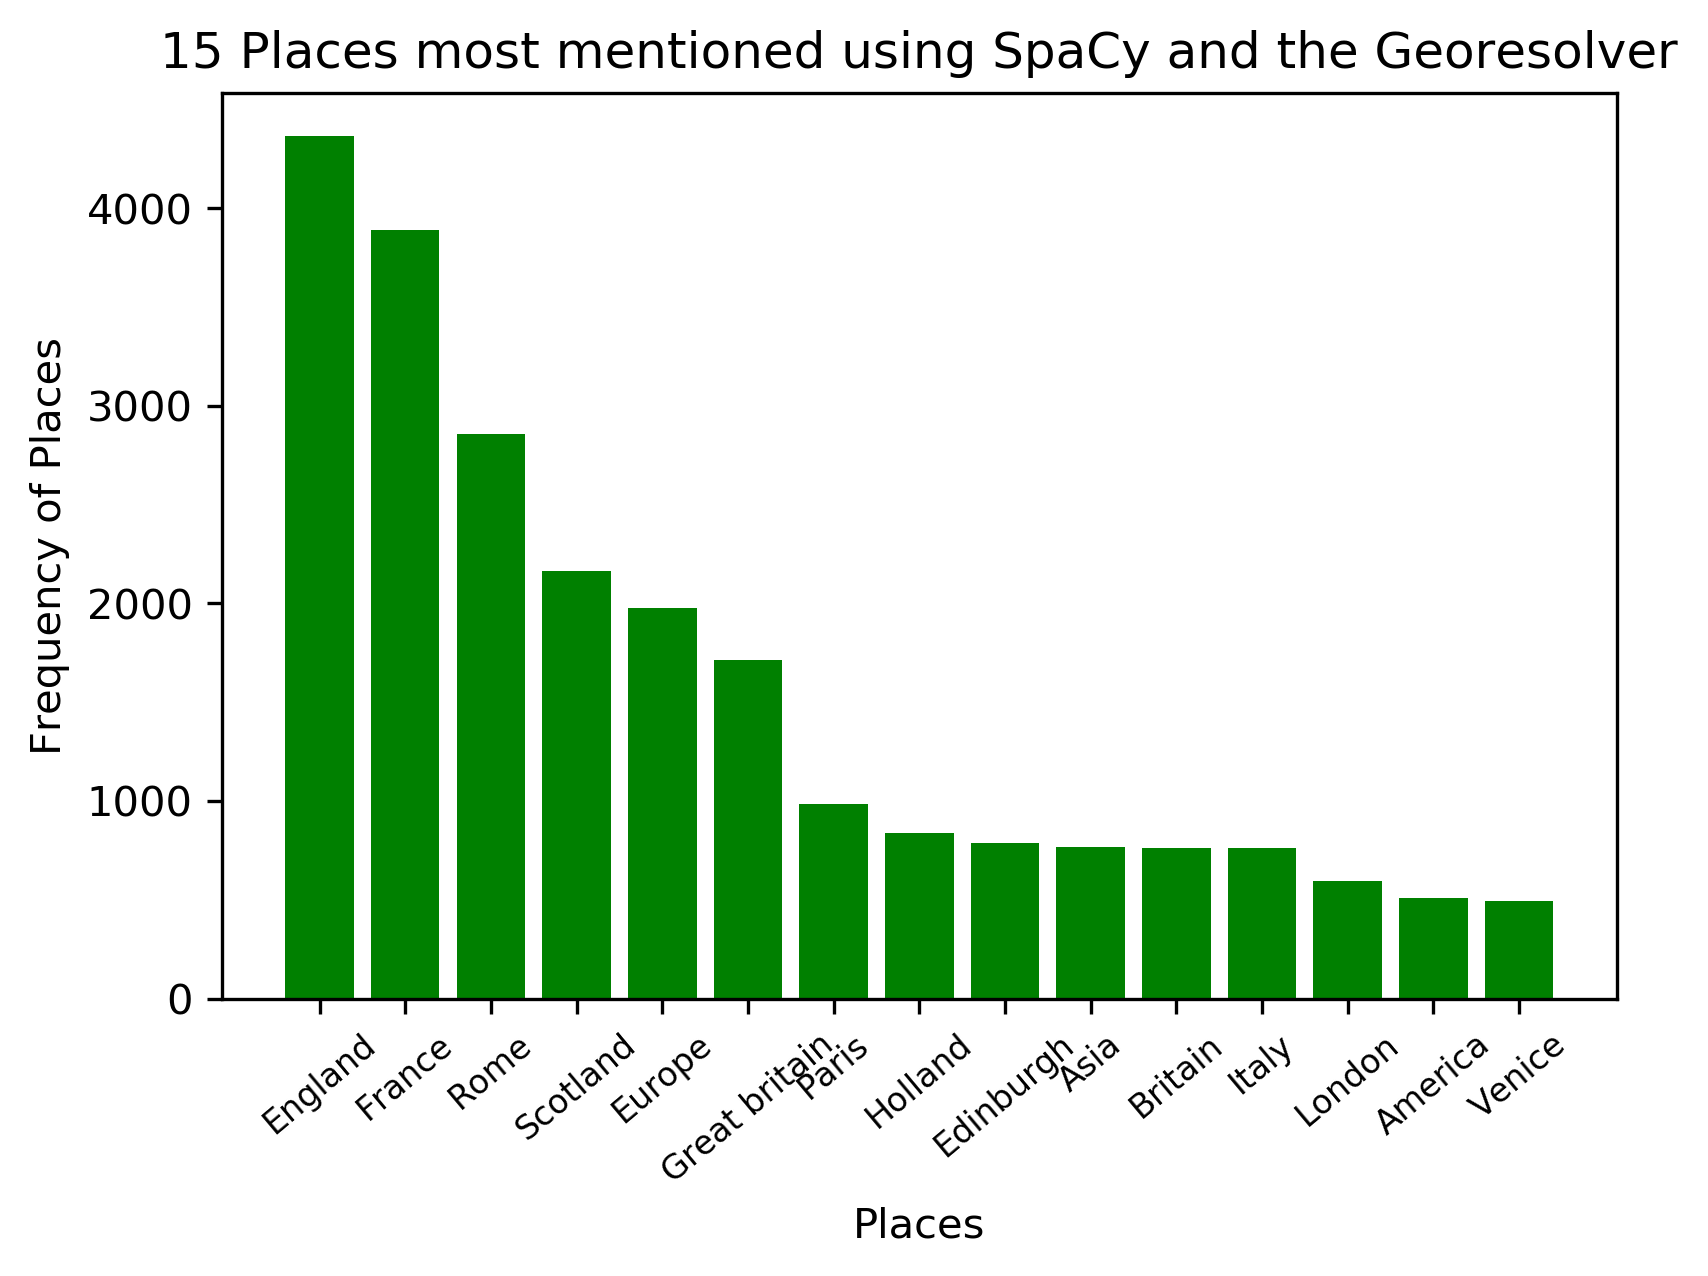 15 Places most mentioned using SpaCy and the Georesolver
Frequency of Places
4000
3000
2000
1000
0
England
France
Rome
Scotland
Europe
Great britain
Paris
Holland
Edinburgh
Asia
Britain
Italy
London
America
Venice
Places